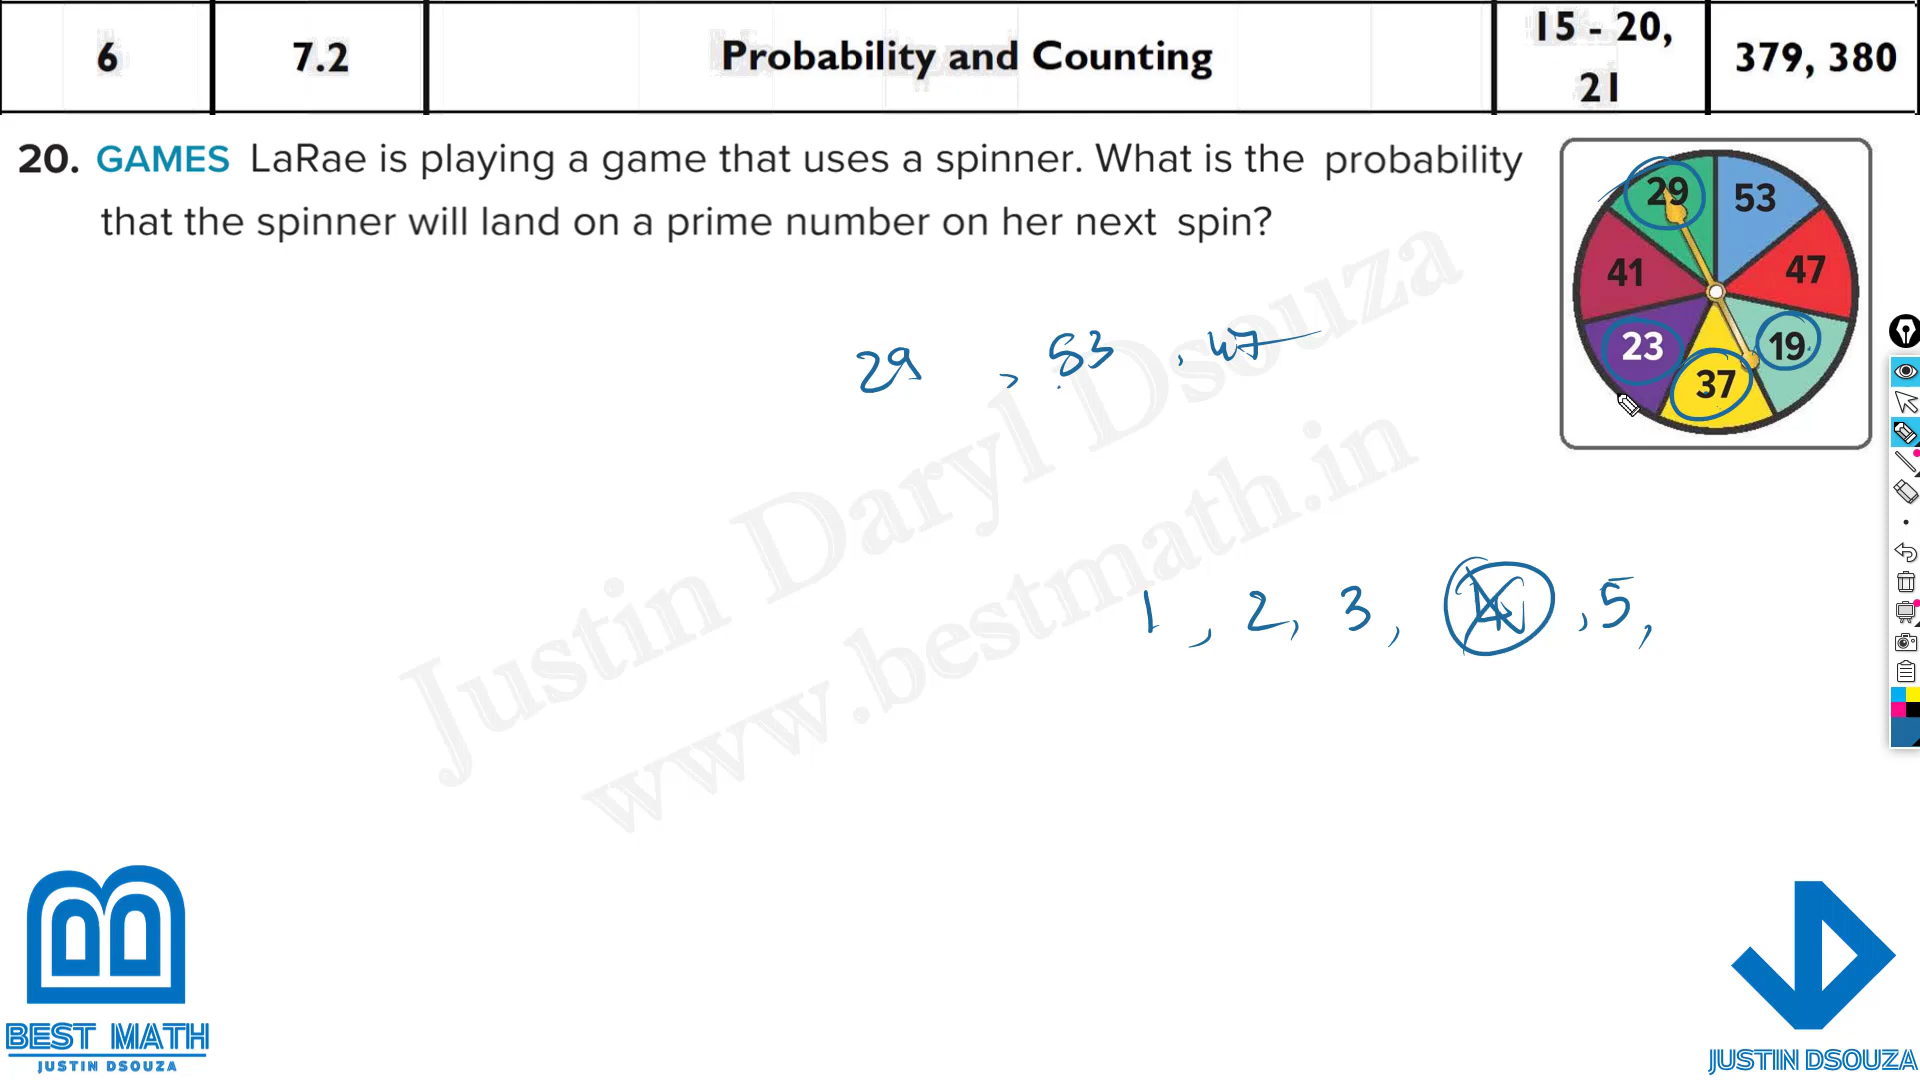 6 7.2 Probability and Counting 15 - 20, 21 379, 380
20. GAMES LaRae is playing a game that uses a spinner. What is the probability
that the spinner will land on a prime number on her next spin?
29 53
41 47
23 19
37
29 , 53 , 47
1 , 2, 3, 4 , 5 ,
Justin Daryl Dsouza
www.bestmath.in
BEST MATH
JUSTIN DSOUZA
JUSTIN DSOUZA